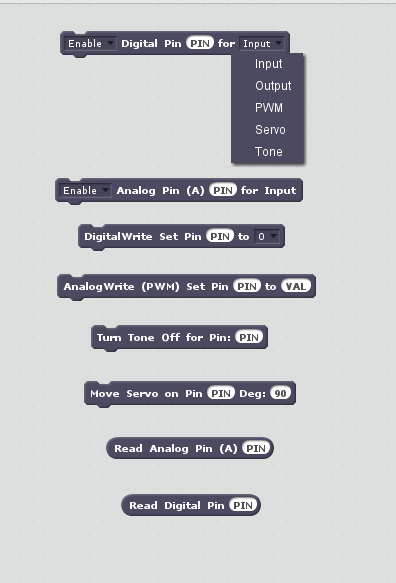 Enable Digital Pin PIN for Input
Input
Output
PWM
Servo
Tone
Enable Analog Pin (A) PIN for Input
DigitalWrite Set Pin PIN to 0
AnalogWrite (PWM) Set Pin PIN to VAL
Turn Tone Off for Pin: PIN
Move Servo on Pin PIN Deg: 90
Read Analog Pin (A) PIN
Read Digital Pin PIN